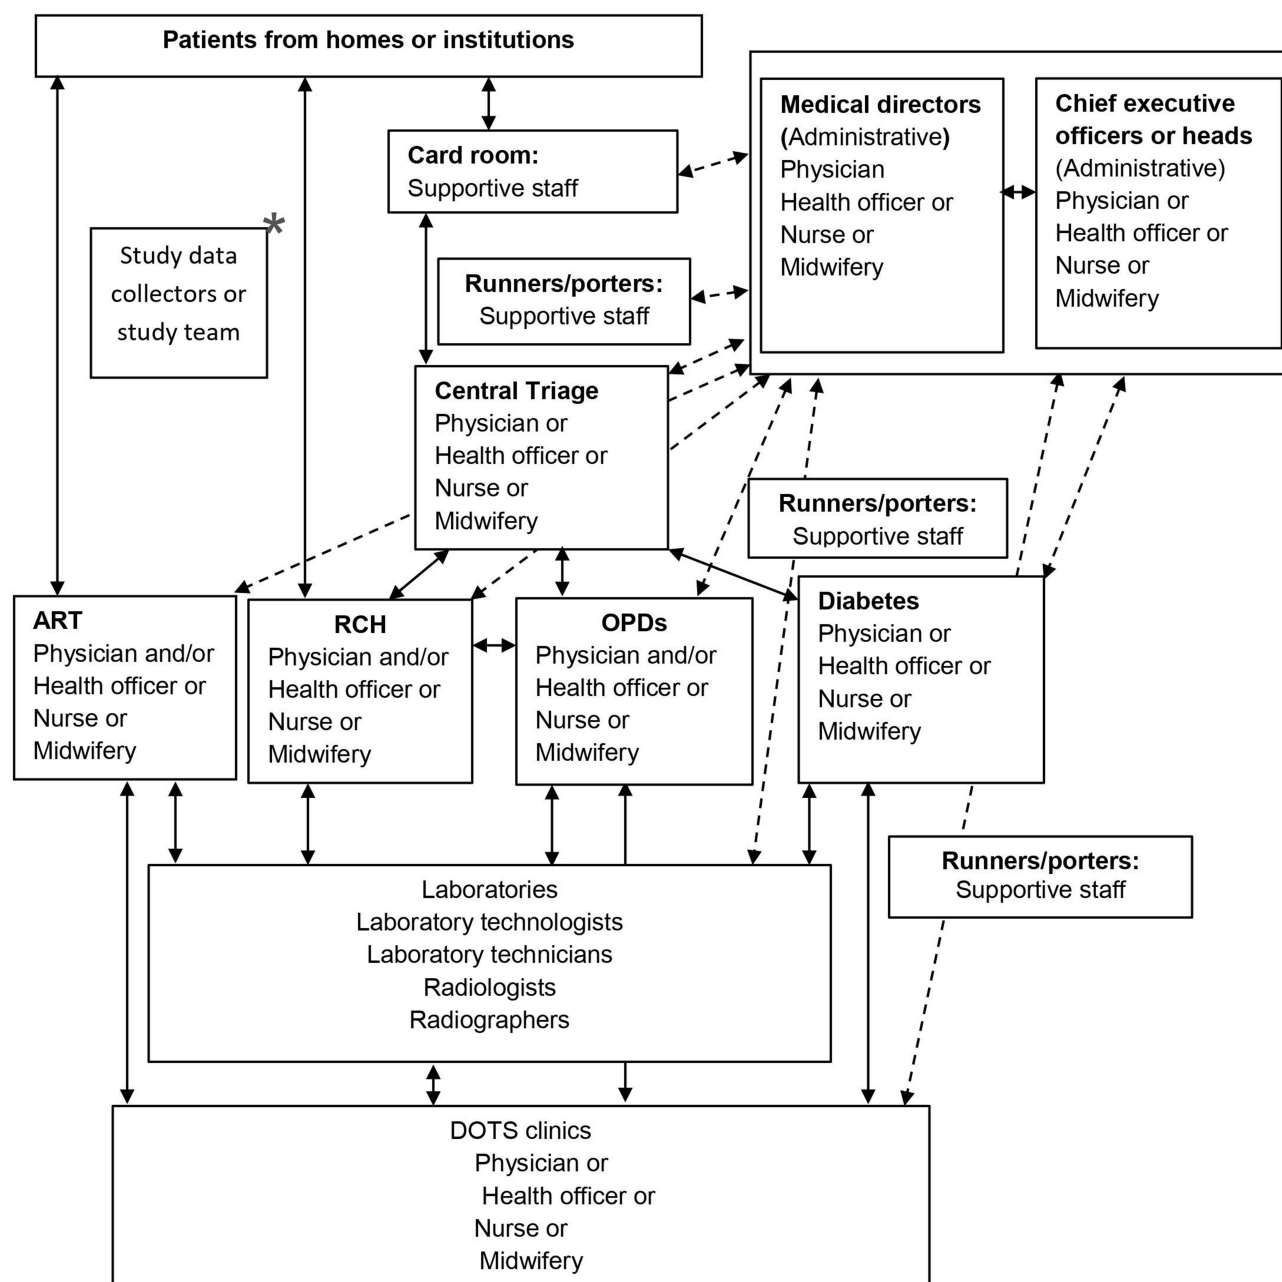 Patients from homes or institutions
Card room:
Supportive staff
Medical directors
(Administrative)
Physician
Health officer or
Nurse or
Midwifery
Chief executive
officers or heads
(Administrative)
Physician or
Health officer or
Nurse or
Midwifery
*
Study data
collectors or
study team
Runners/porters:
Supportive staff
Central Triage
Physician or
Health officer or
Nurse or
Midwifery
Runners/porters:
Supportive staff
ART
Physician and/or
Health officer or
Nurse or
Midwifery
RCH
Physician and/or
Health officer or
Nurse or
Midwifery
OPDs
Physician and/or
Health officer or
Nurse or
Midwifery
Diabetes
Physician or
Health officer or
Nurse or
Midwifery
Runners/porters:
Supportive staff
Laboratories
Laboratory technologists
Laboratory technicians
Radiologists
Radiographers
DOTS clinics
Physician or
Health officer or
Nurse or
Midwifery